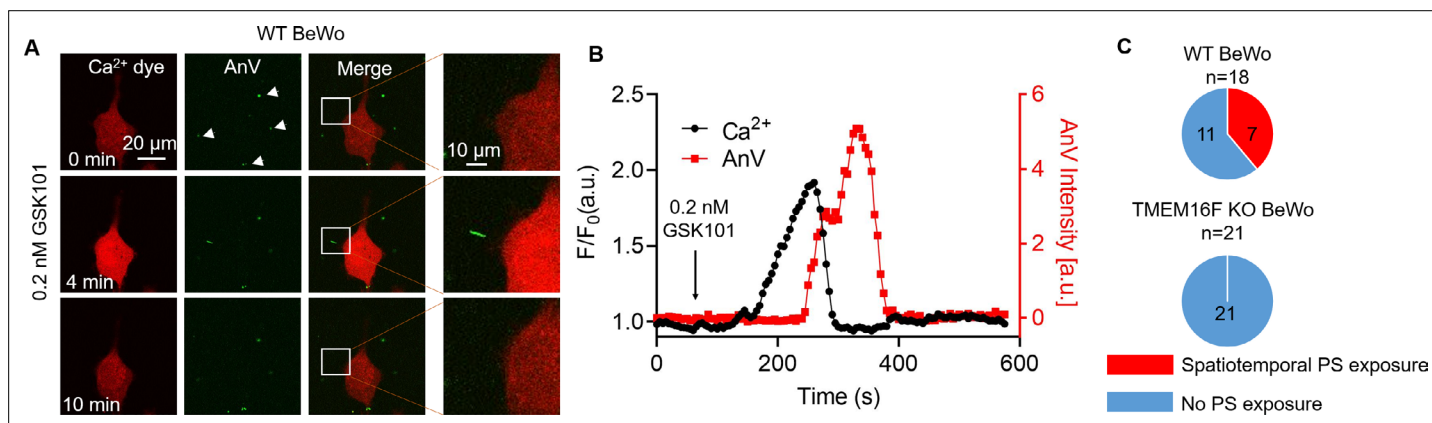 A
WT BeWo
Ca²⁺ dye
AnV
Merge
20 µm
10 µm
0 min
4 min
10 min
0.2 nM GSK101
B
F/F₀(a.u.)
2.5
2.0
1.5
1.0
Ca²⁺
AnV
0.2 nM
GSK101
6
4
2
0
AnV Intensity [a.u.]
0
200
400
600
Time (s)
C
WT BeWo
n=18
11
7
TMEM16F KO BeWo
n=21
21
Spatiotemporal PS exposure
No PS exposure